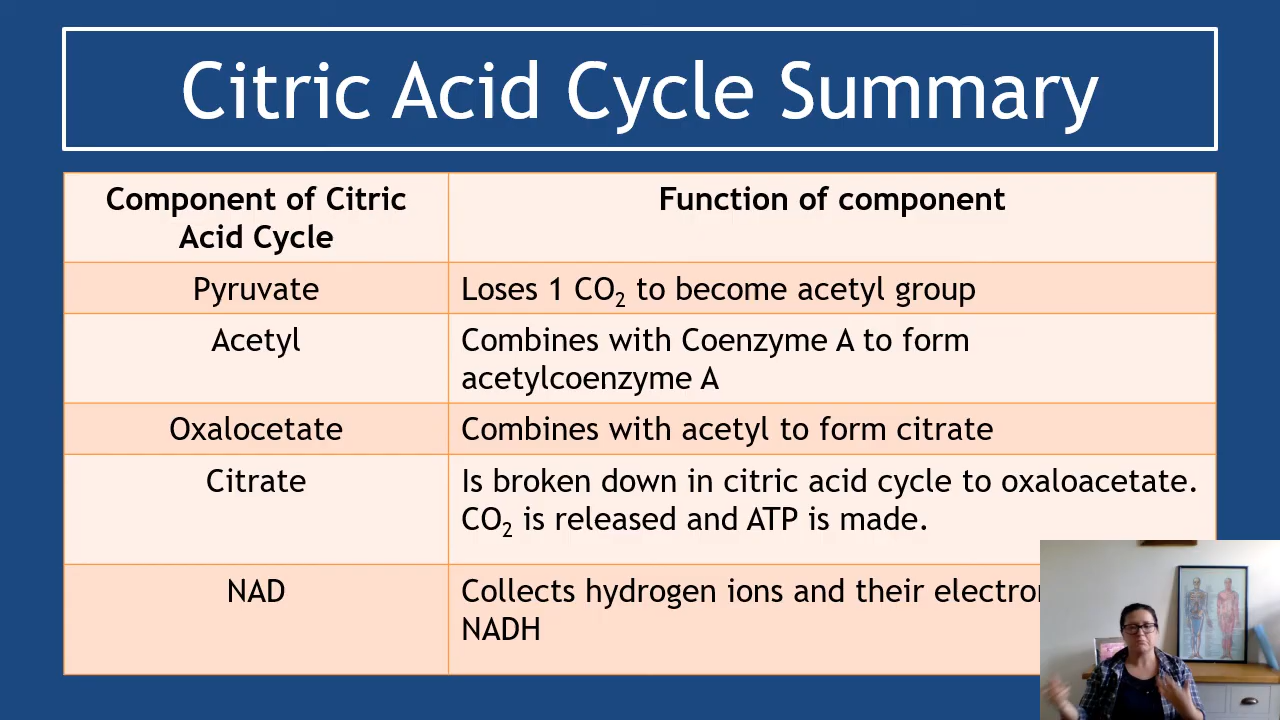 Citric Acid Cycle Summary
Component of Citric
Acid Cycle
Function of component
Pyruvate
Loses 1 CO₂ to become acetyl group
Acetyl
Combines with Coenzyme A to form
acetylcoenzyme A
Oxalocetate
Combines with acetyl to form citrate
Citrate
Is broken down in citric acid cycle to oxaloacetate.
CO₂ is released and ATP is made.
NAD
Collects hydrogen ions and their
NADH